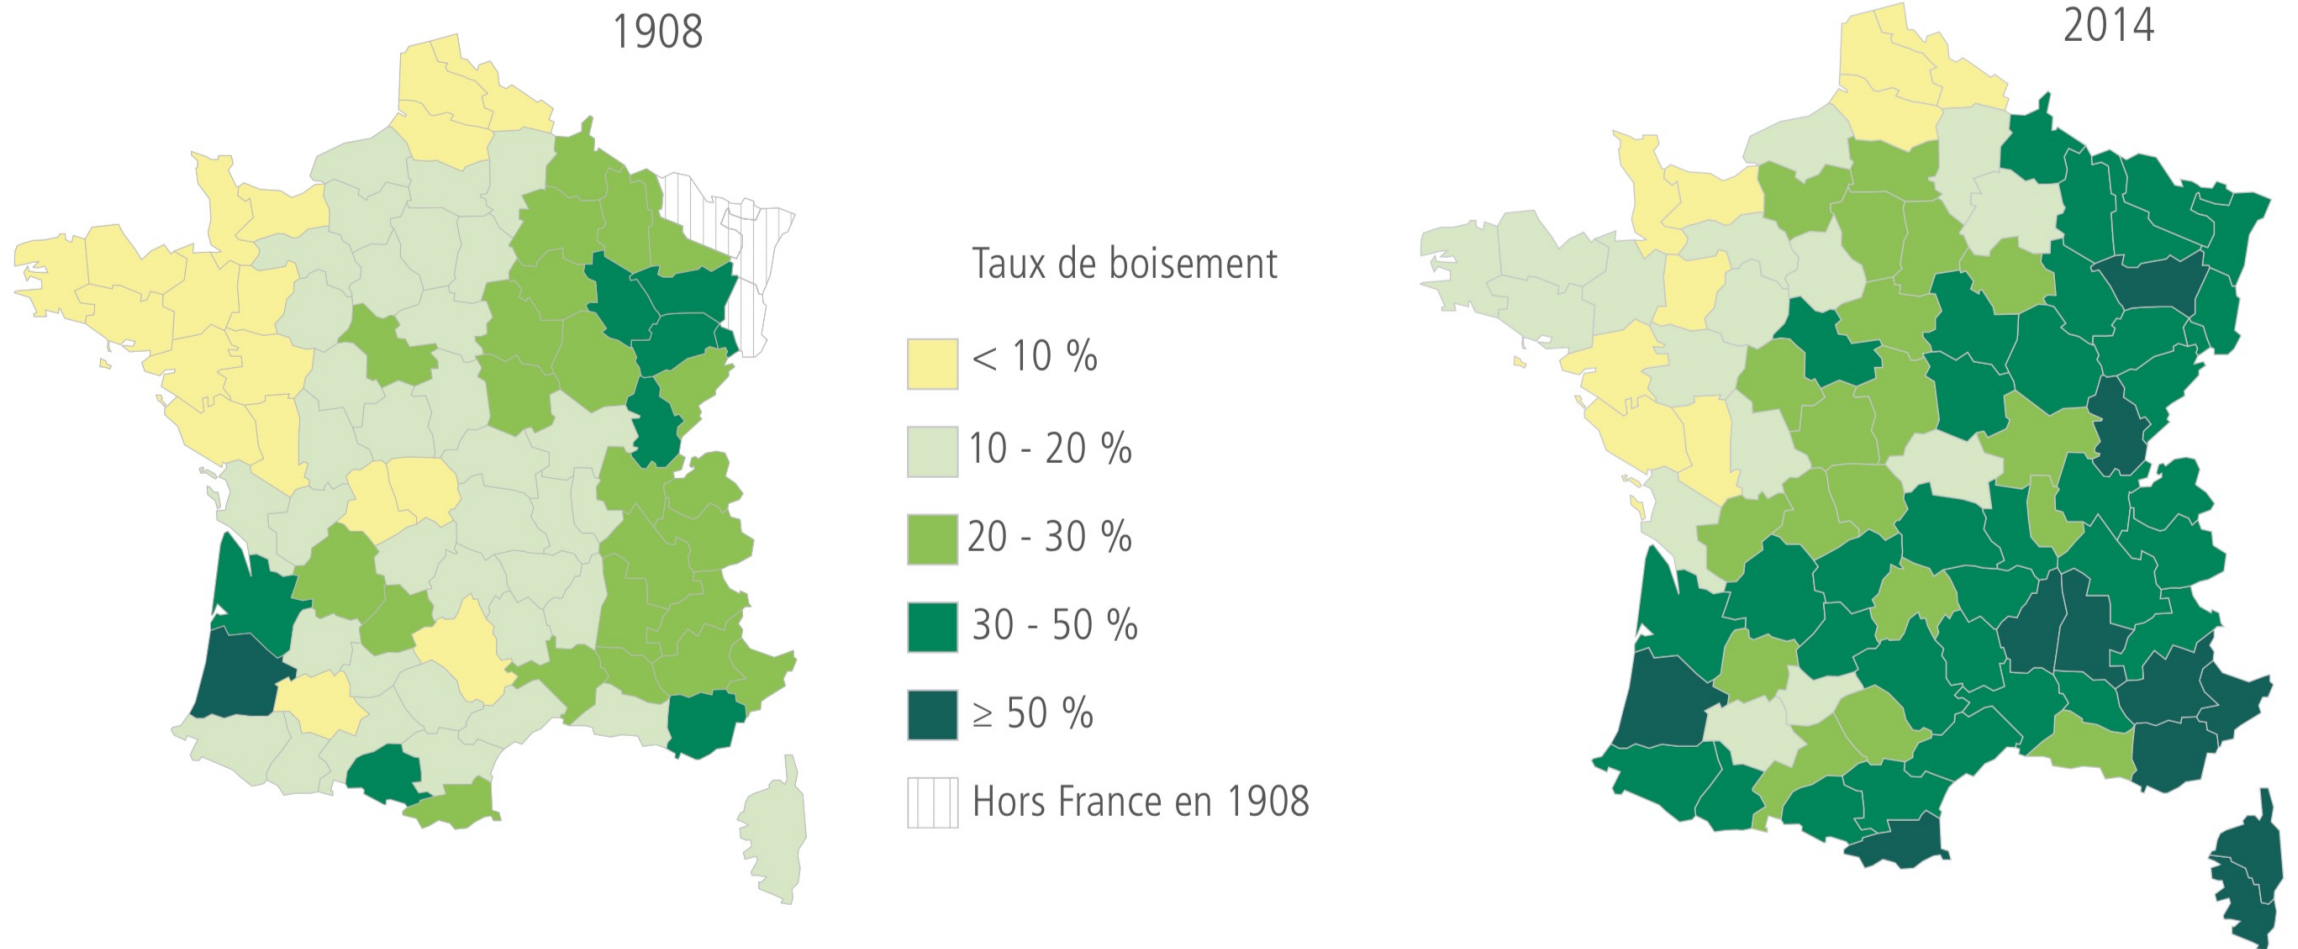 1908
2014
Taux de boisement
< 10 %
10 - 20 %
20 - 30 %
30 - 50 %
≥ 50 %
Hors France en 1908